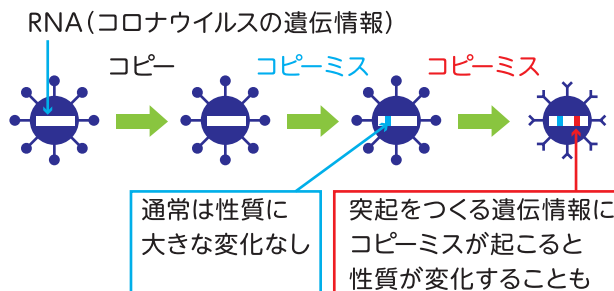 RNA（コロナウイルスの遺伝情報）
コピー
コピーミス
コピーミス
通常は性質に
大きな変化なし
突起をつくる遺伝情報に
コピーミスが起こると
性質が変化することも